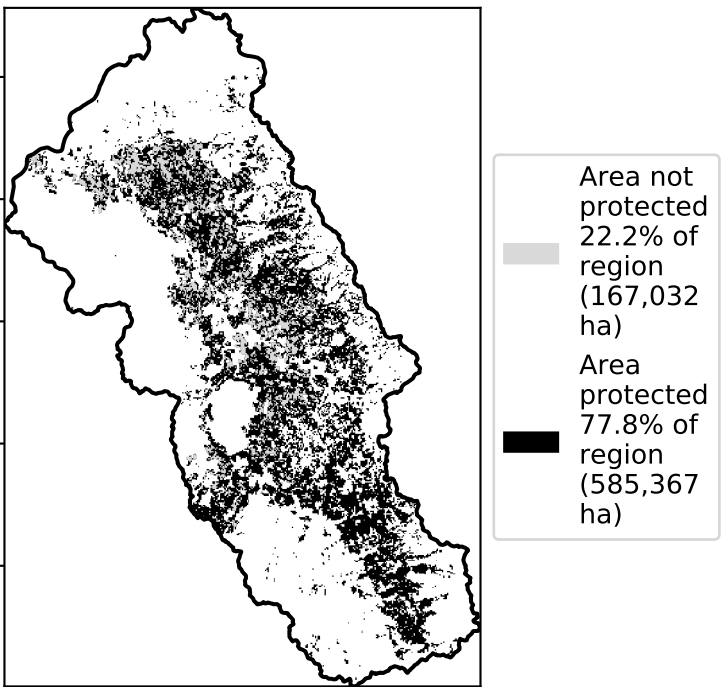 Area not
protected
22.2% of
region
(167,032
ha)
Area
protected
77.8% of
region
(585,367
ha)